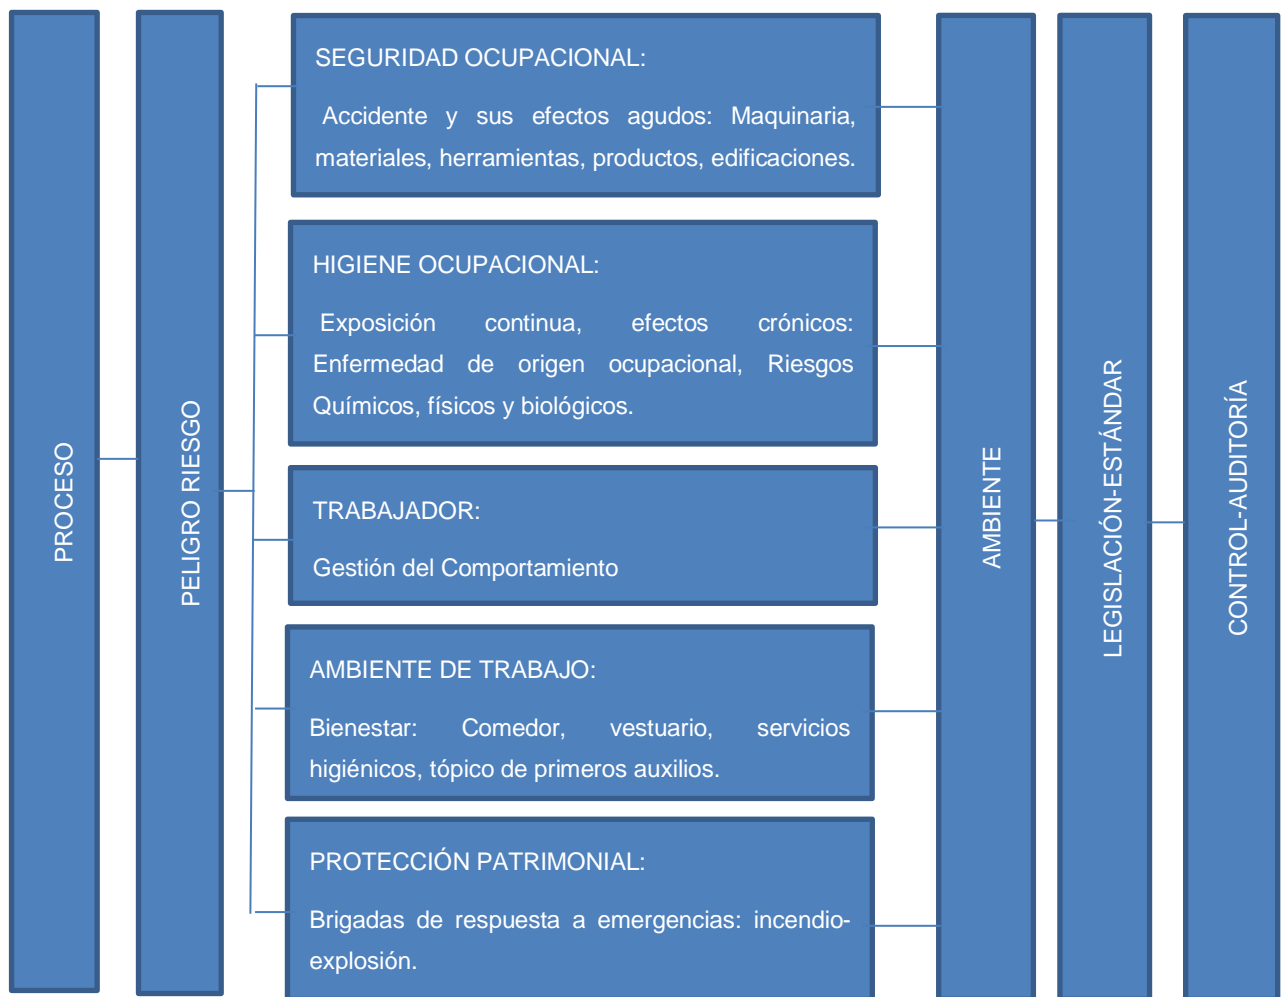 PROCESO
PELIGRO RIESGO
SEGURIDAD OCUPACIONAL:
Accidente y sus efectos agudos: Maquinaria,
materiales, herramientas, productos, edificaciones.
HIGIENE OCUPACIONAL:
Exposición continua, efectos crónicos:
Enfermedad de origen ocupacional, Riesgos
Químicos, físicos y biológicos.
TRABAJADOR:
Gestión del Comportamiento
AMBIENTE DE TRABAJO:
Bienestar: Comedor, vestuario, servicios
higiénicos, tópico de primeros auxilios.
PROTECCIÓN PATRIMONIAL:
Brigadas de respuesta a emergencias: incendio-
explosión.
AMBIENTE
LEGISLACIÓN-ESTÁNDAR
CONTROL-AUDITORÍA